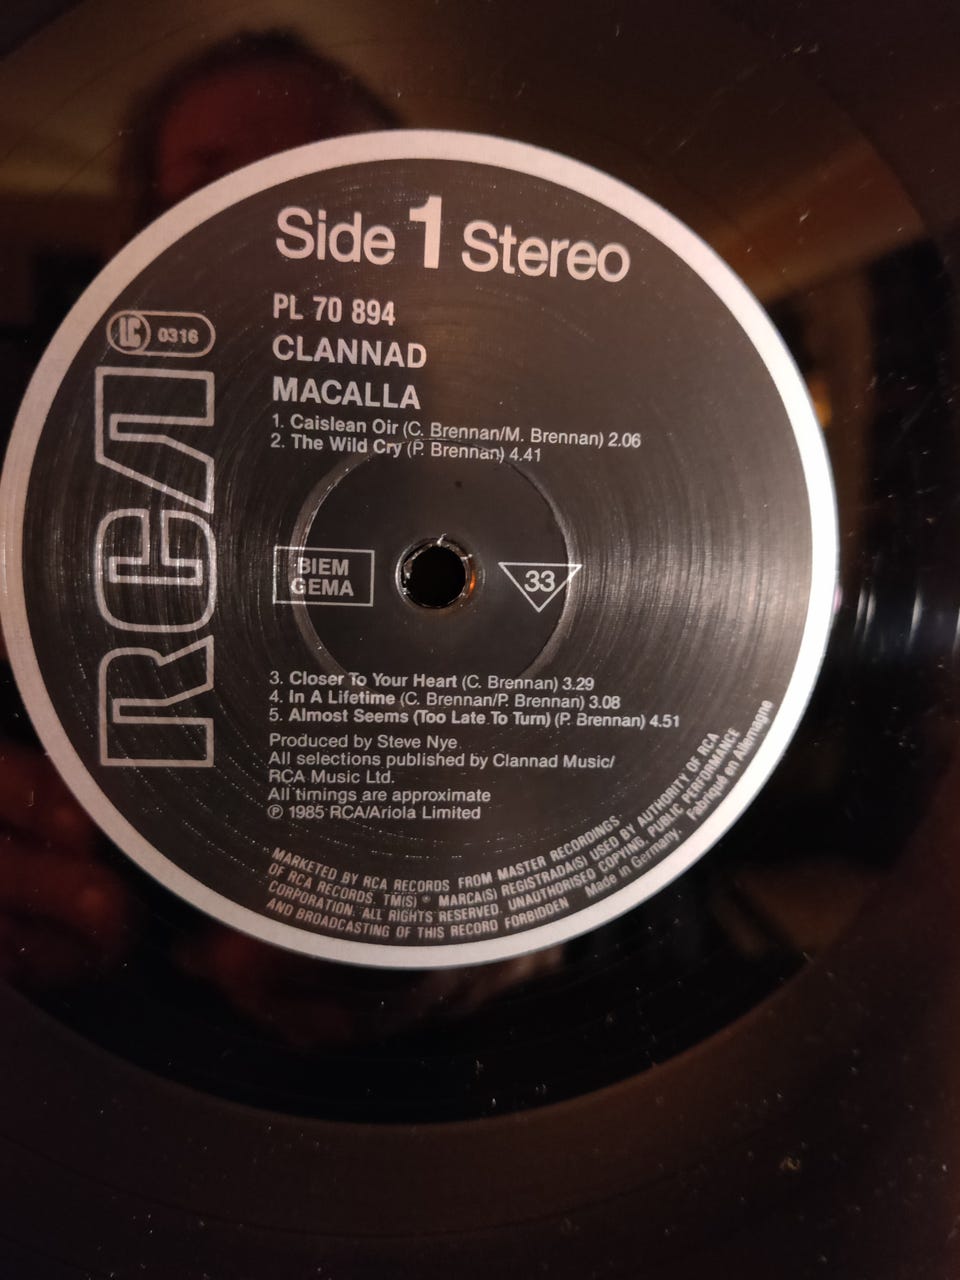 Side 1 Stereo
PL 70 894
CLANNAD
MACALLA
1. Caislean Oir (C. Brennan/M. Brennan) 2.06
2. The Wild Cry (P. Brennan) 4.41
LC 0316
RCA
BIEM
GEMA
33
3. Closer To Your Heart (C. Brennan) 3.29
4. In A Lifetime (C. Brennan/P. Brennan) 3.08
5. Almost Seems (Too Late To Turn) (P. Brennan) 4.51
Produced by Steve Nye
All selections published by Clannad Music/
RCA Music Ltd.
All timings are approximate
℗ 1985 RCA/Ariola Limited
MARKETED BY RCA RECORDS FROM MASTER RECORDINGS
OF RCA RECORDS. TM(S) ® MARCA(S) REGISTRADA(S) USED BY AUTHORITY OF RCA
CORPORATION. ALL RIGHTS RESERVED. UNAUTHORISED COPYING, PUBLIC PERFORMANCE
AND BROADCASTING OF THIS RECORD FORBIDDEN Made in Germany. Fabriqué en Allemagne